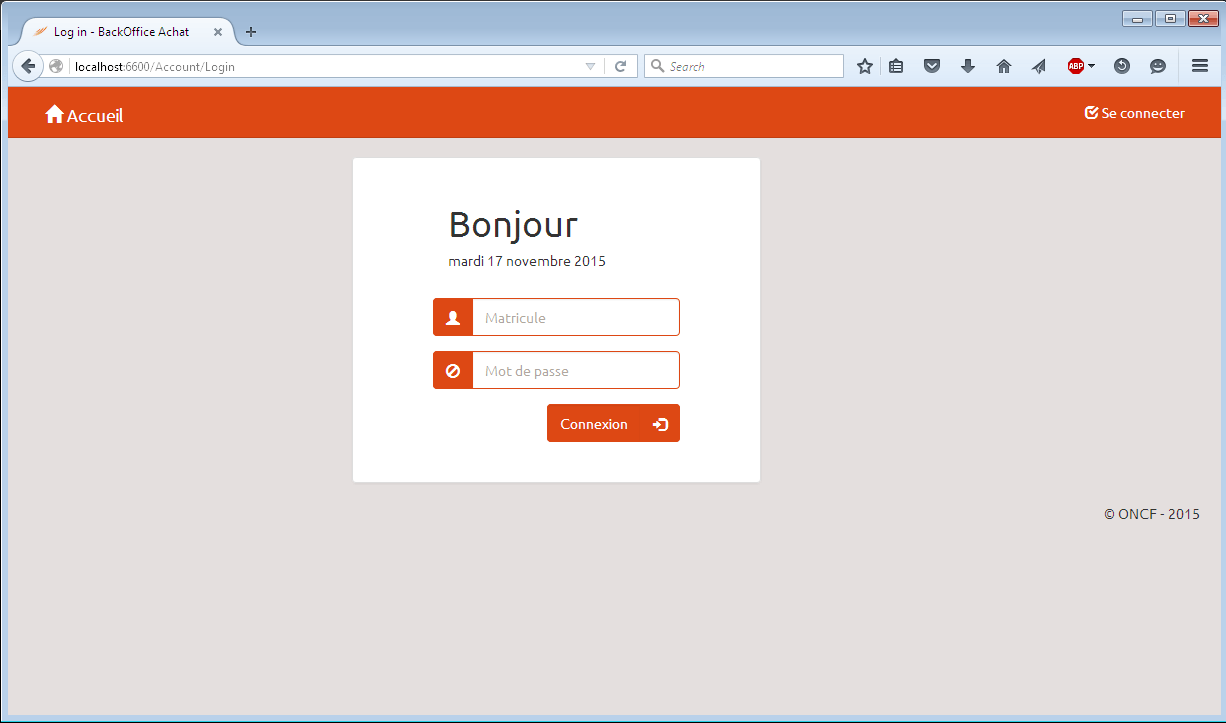 Log in - BackOffice Achat
localhost:6600/Account/Login
Search
ABP
Accueil
Se connecter
Bonjour
mardi 17 novembre 2015
Matricule
Mot de passe
Connexion
© ONCF - 2015